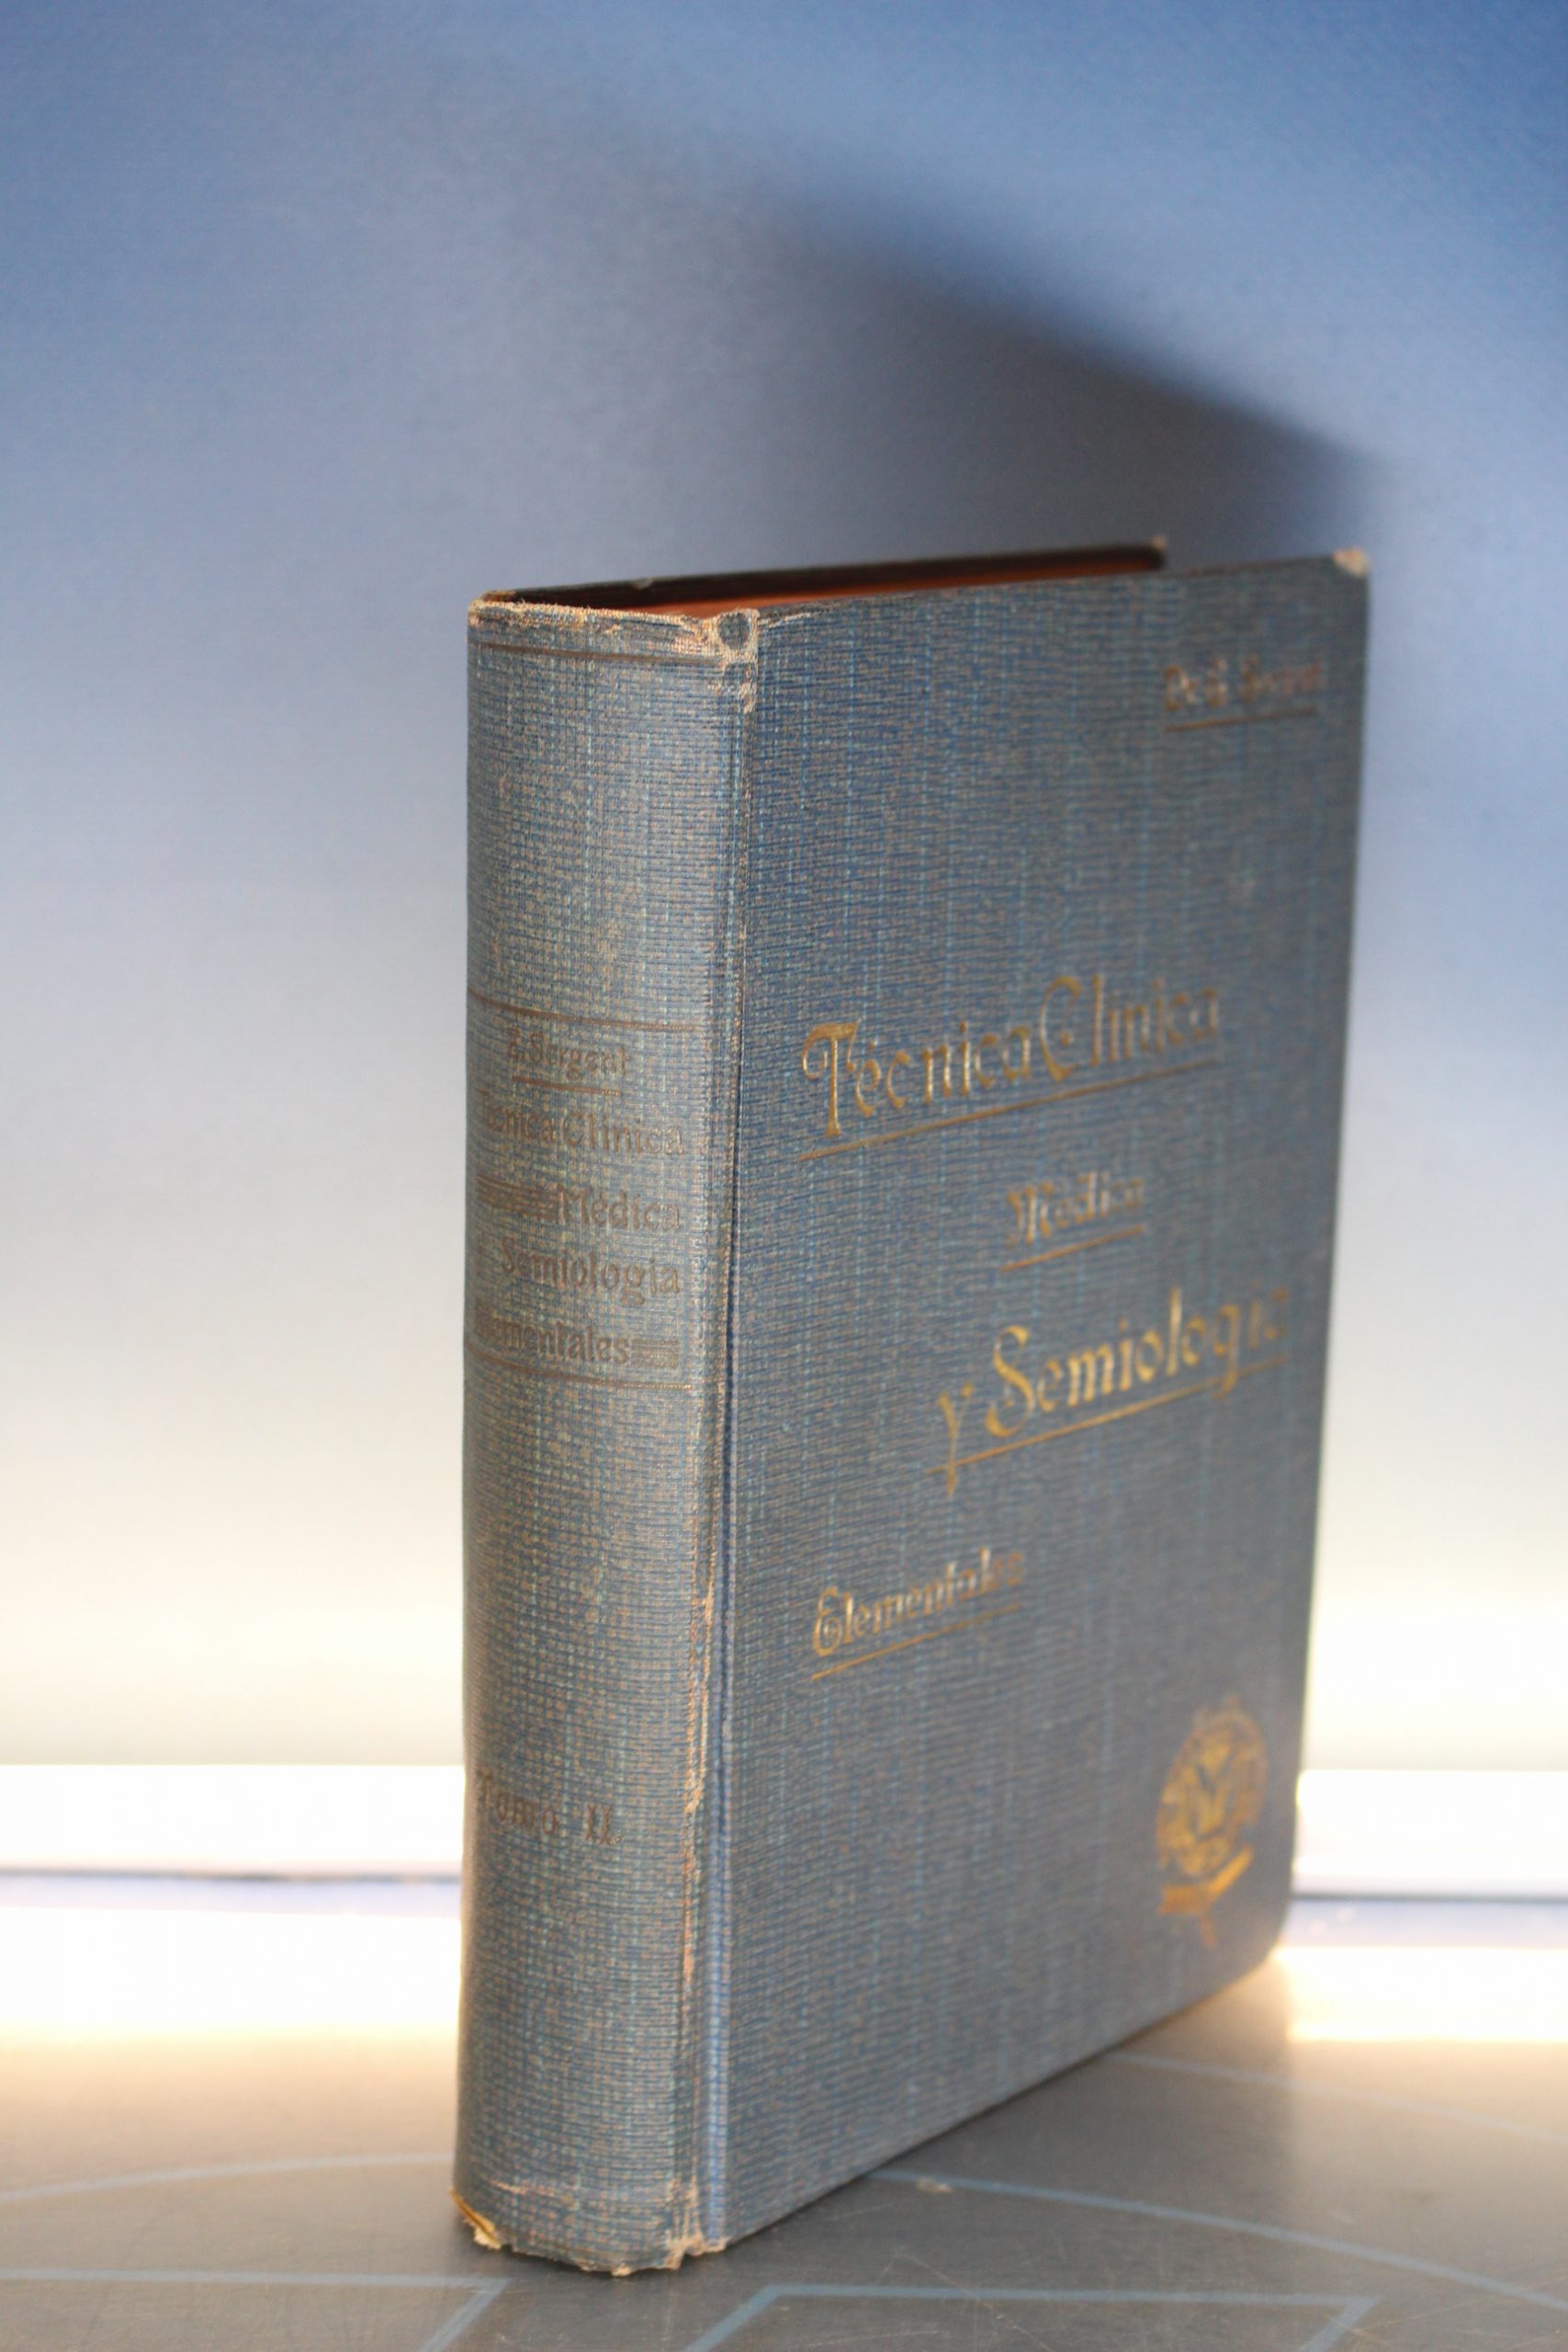 E. Sergent
Técnica Clínica
Médica
Semiología
Elementales
Tomo II
Técnica Clínica
Médica
y Semiología
Elementales